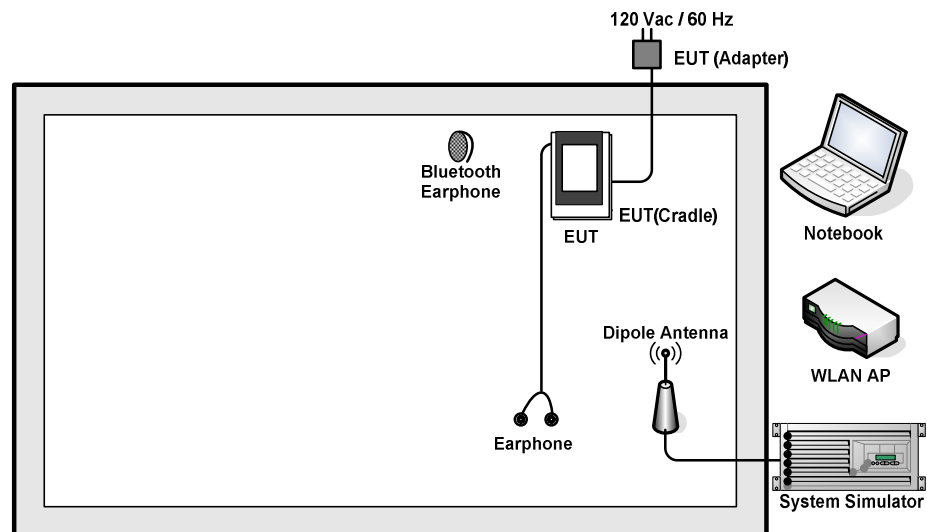 120 Vac / 60 Hz
EUT (Adapter)
Bluetooth
Earphone
EUT(Cradle)
EUT
Notebook
Dipole Antenna
WLAN AP
Earphone
System Simulator